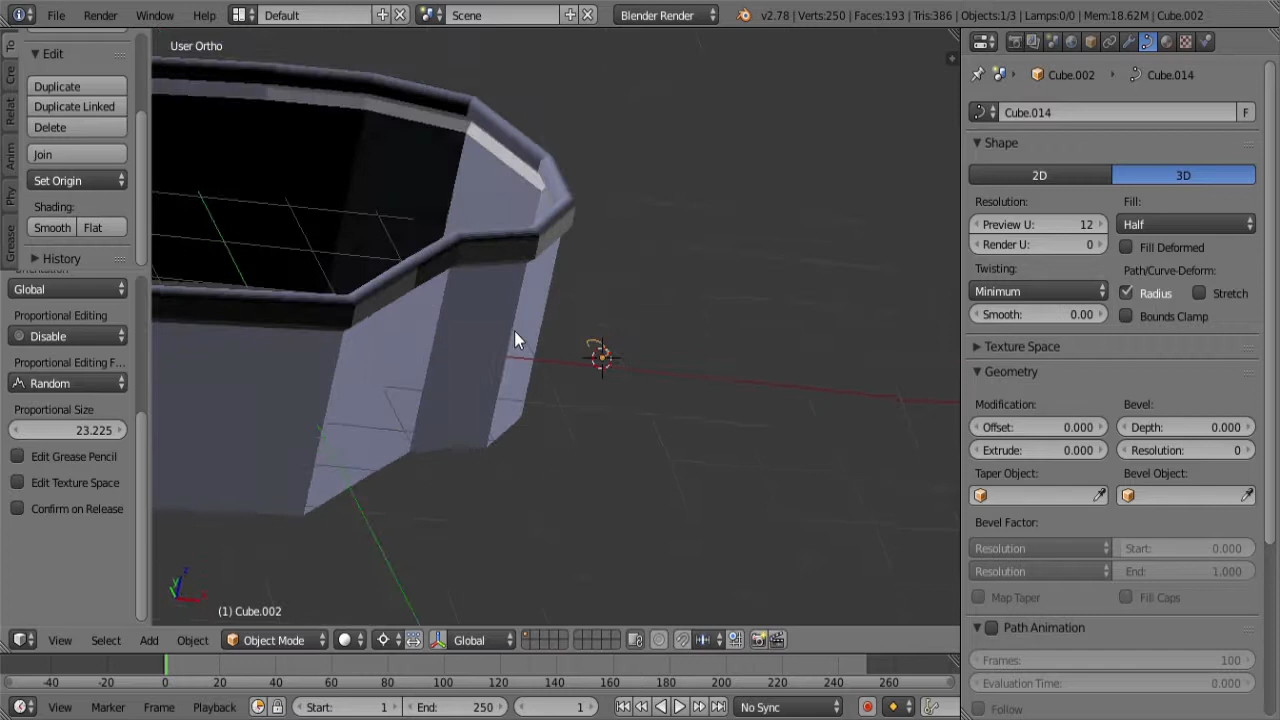 File Render Window Help Default Scene Blender Render v2.78 | Verts:250 | Faces:193 | Tris:386 | Objects:1/3 | Lamps:0/0 | Mem:18.62M | Cube.002
User Ortho
To
Cre
Relat
Anim
Phy
Grease
Edit
Duplicate
Duplicate Linked
Delete
Join
Set Origin
Shading:
Smooth Flat
History
Global
Proportional Editing
Disable
Proportional Editing F...
Random
Proportional Size
23.225
Edit Grease Pencil
Edit Texture Space
Confirm on Release
z
(1) Cube.002
View Select Add Object Object Mode Global
-40 -20 0 20 40 60 80 100 120 140 160 180 200 220 240 260
View Marker Frame Playback Start: 1 End: 250 1 No Sync
Cube.002 Cube.014
Cube.014 F
Shape
2D 3D
Resolution: Fill:
Preview U: 12 Half
Render U: 0 Fill Deformed
Twisting: Path/Curve-Deform:
Minimum Radius Stretch
Smooth: 0.00 Bounds Clamp
Texture Space
Geometry
Modification: Bevel:
Offset: 0.000 Depth: 0.000
Extrude: 0.000 Resolution: 0
Taper Object: Bevel Object:
Bevel Factor:
Resolution Start: 0.000
Resolution End: 1.000
Map Taper Fill Caps
Path Animation
Frames: 100
Evaluation Time: 0.000
Follow